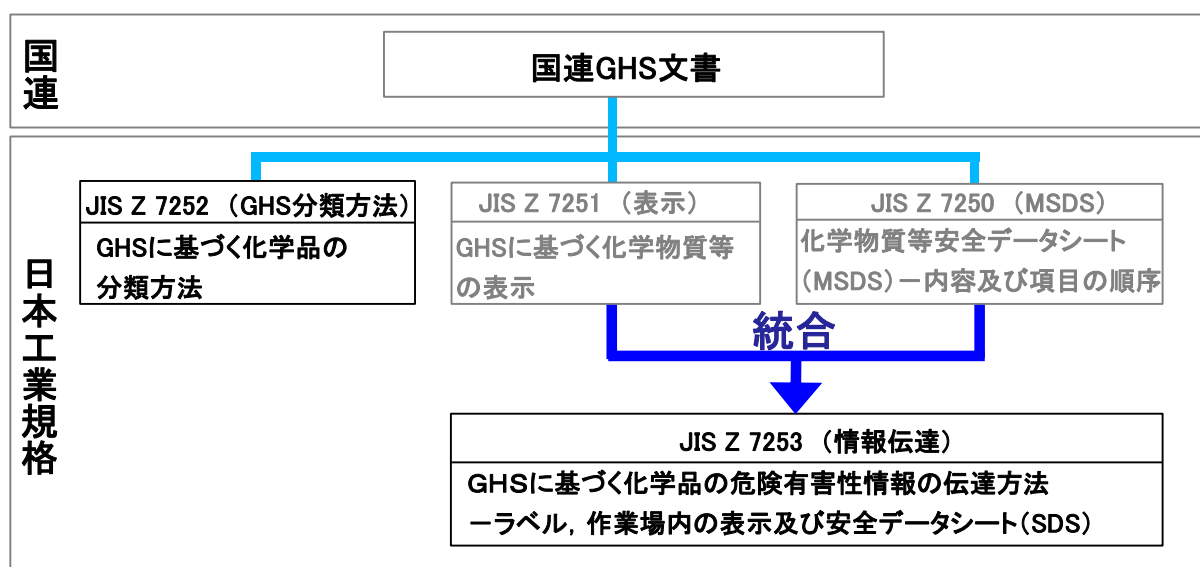 国連
国連GHS文書
日本工業規格
JIS Z 7252 （GHS分類方法）
GHSに基づく化学品の
分類方法
JIS Z 7251 （表示）
GHSに基づく化学物質等
の表示
JIS Z 7250 （MSDS）
化学物質等安全データシート
（MSDS）－内容及び項目の順序
統合
JIS Z 7253 （情報伝達）
GHSに基づく化学品の危険有害性情報の伝達方法
－ラベル，作業場内の表示及び安全データシート（SDS）